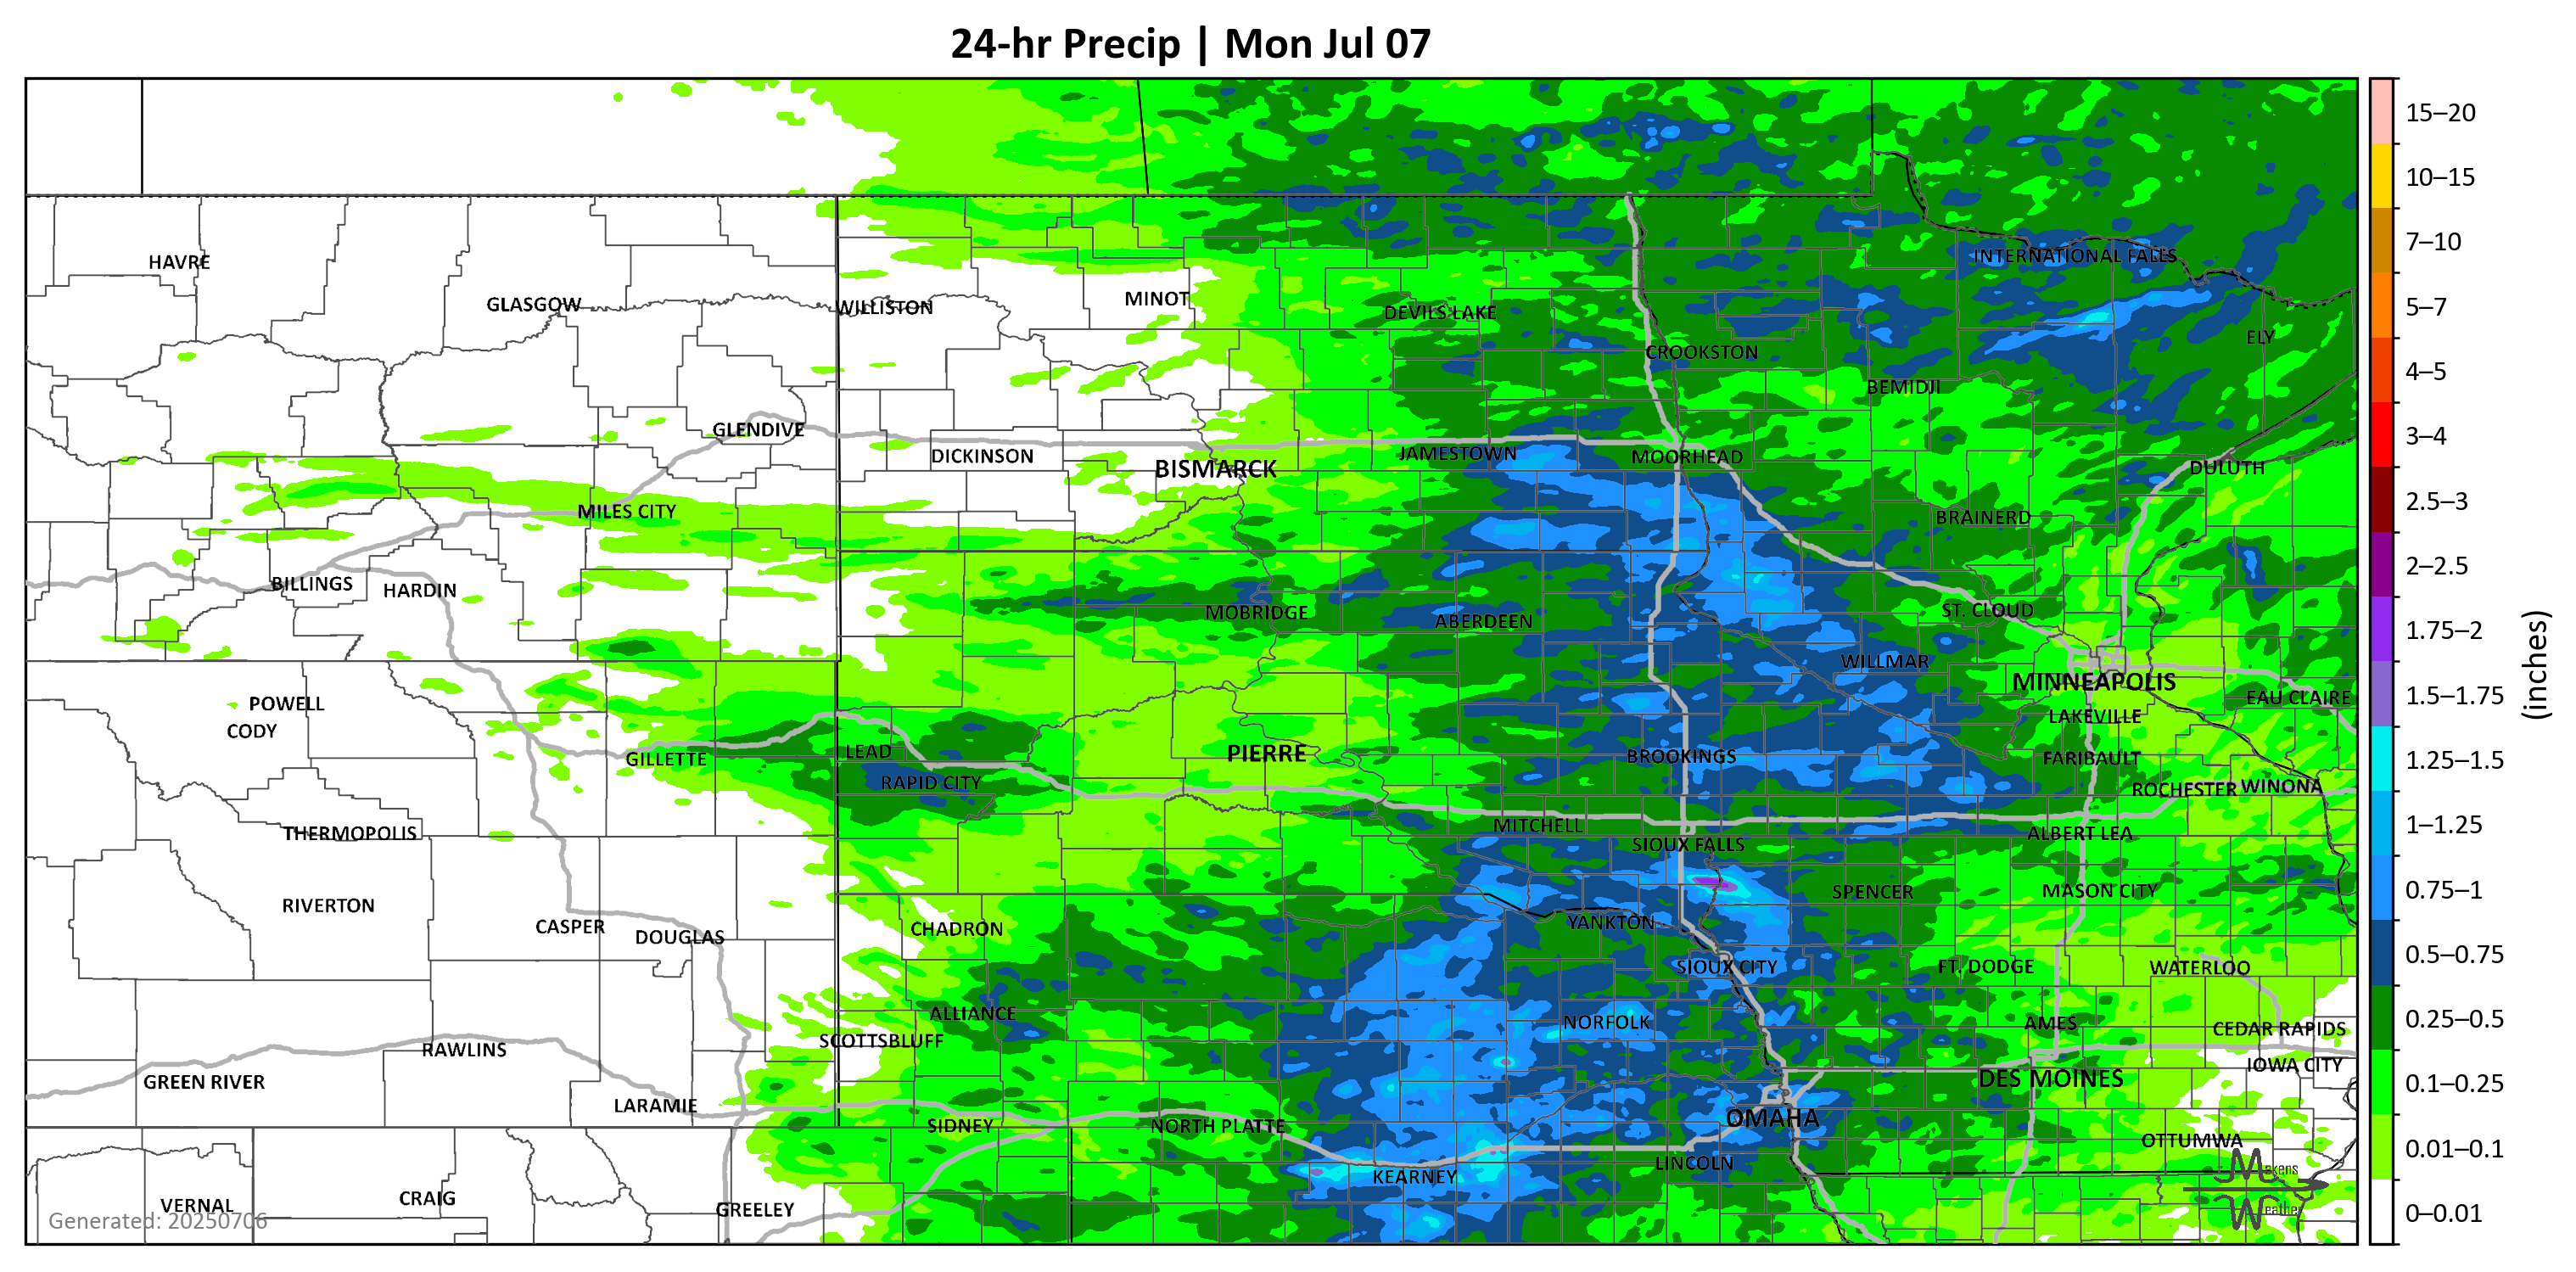 24-hr Precip | Mon Jul 07
15–20
10–15
7–10
INTERNATIONAL FALLS
HAVRE
MINOT
GLASGOW
WILLISTON
DEVILS LAKE
5–7
ELY
CROOKSTON
4–5
BEMIDJI
GLENDIVE
3–4
DICKINSON
JAMESTOWN
MOORHEAD
BISMARCK
DULUTH
2.5–3
MILES CITY
BRAINERD
2–2.5
BILLINGS
HARDIN
MOBRIDGE
ST. CLOUD
ABERDEEN
1.75–2
WILLMAR
(inches)
MINNEAPOLIS
1.5–1.75
EAU CLAIRE
POWELL
LAKEVILLE
CODY
LEAD
PIERRE
BROOKINGS
GILLETTE
FARIBAULT
1.25–1.5
RAPID CITY
ROCHESTER
WINONA
1–1.25
MITCHELL
THERMOPOLIS
ALBERT LEA
SIOUX FALLS
0.75–1
SPENCER
MASON CITY
RIVERTON
YANKTON
CASPER
CHADRON
DOUGLAS
0.5–0.75
SIOUX CITY
FT. DODGE
WATERLOO
ALLIANCE
NORFOLK
AMES
0.25–0.5
CEDAR RAPIDS
SCOTTSBLUFF
RAWLINS
IOWA CITY
GREEN RIVER
DES MOINES
0.1–0.25
LARAMIE
OMAHA
SIDNEY
NORTH PLATTE
OTTUMWA
0.01–0.1
LINCOLN
Makens
KEARNEY
CRAIG
VERNAL
GREELEY
Weather
Generated: 20250706
0–0.01